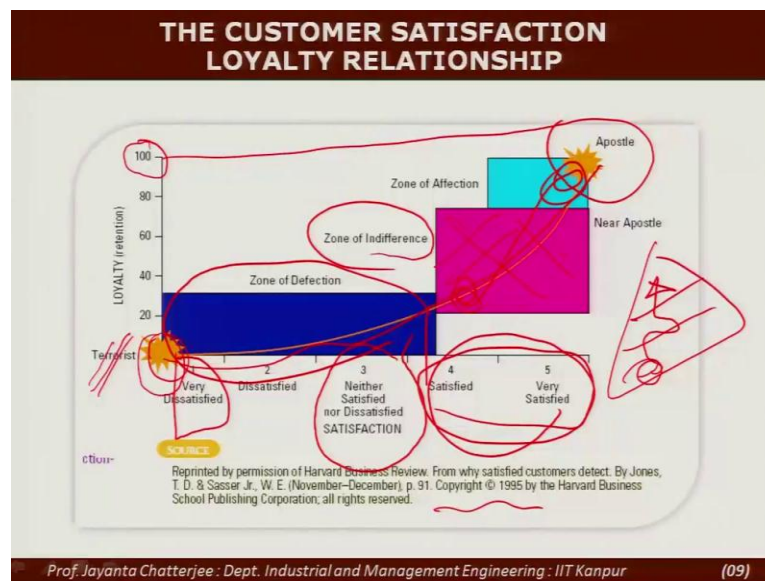 THE CUSTOMER SATISFACTION
LOYALTY RELATIONSHIP
Apostle
100
Zone of Affection
80
Near Apostle
LOYALTY (retention)
60
Zone of Indifference
40
Zone of Defection
20
Terrorist
1
2
3
4
5
Very
Dissatisfied
Dissatisfied
Neither
Satisfied
nor Dissatisfied
Satisfied
Very
Satisfied
SATISFACTION
SOURCE
ction-
Reprinted by permission of Harvard Business Review. From why satisfied customers detect. By Jones,
T. D. & Sasser Jr., W. E. (November–December), p. 91. Copyright © 1995 by the Harvard Business
School Publishing Corporation; all rights reserved.
Prof. Jayanta Chatterjee : Dept. Industrial and Management Engineering : IIT Kanpur
(09)